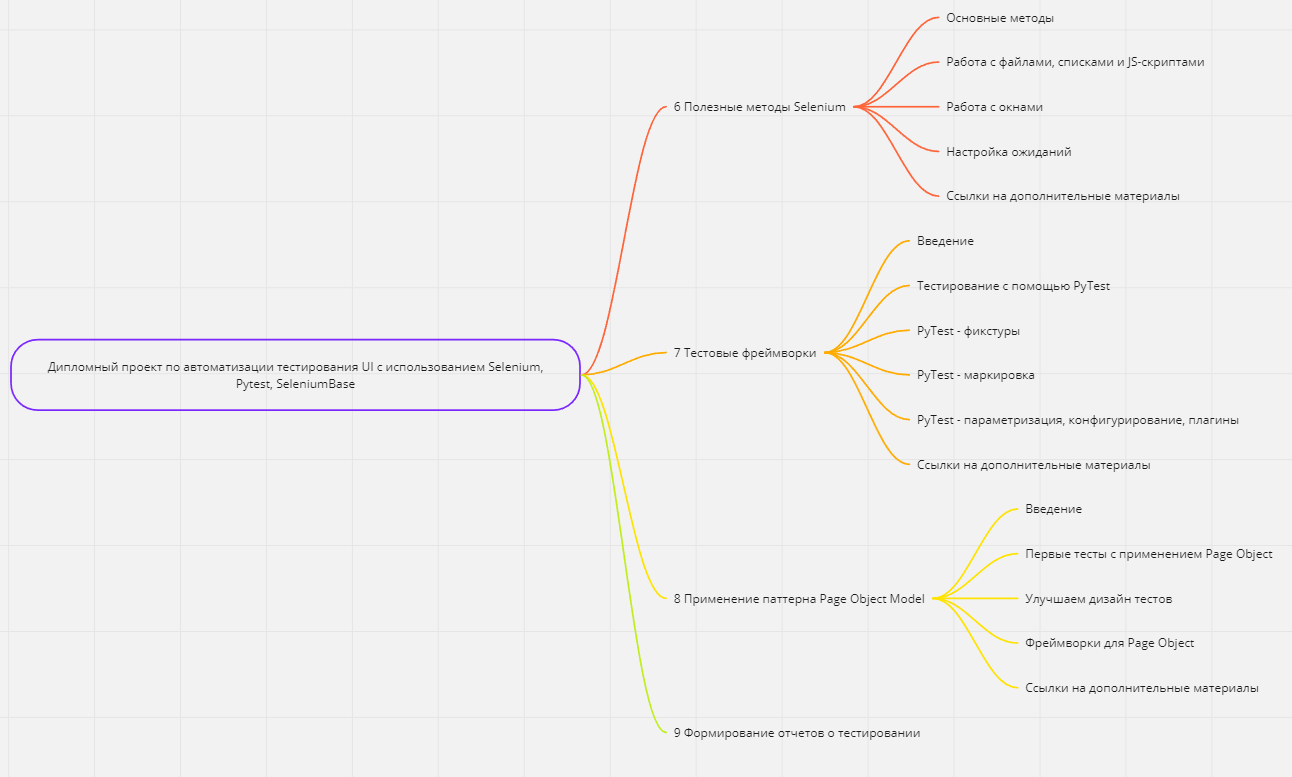 Дипломный проект по автоматизации тестирования UI с использованием Selenium,
Pytest, SeleniumBase
6 Полезные методы Selenium
Основные методы
Работа с файлами, списками и JS-скриптами
Работа с окнами
Настройка ожиданий
Ссылки на дополнительные материалы
7 Тестовые фреймворки
Введение
Тестирование с помощью PyTest
PyTest - фикстуры
PyTest - маркировка
PyTest - параметризация, конфигурирование, плагины
Ссылки на дополнительные материалы
8 Применение паттерна Page Object Model
Введение
Первые тесты с применением Page Object
Улучшаем дизайн тестов
Фреймворки для Page Object
Ссылки на дополнительные материалы
9 Формирование отчетов о тестировании